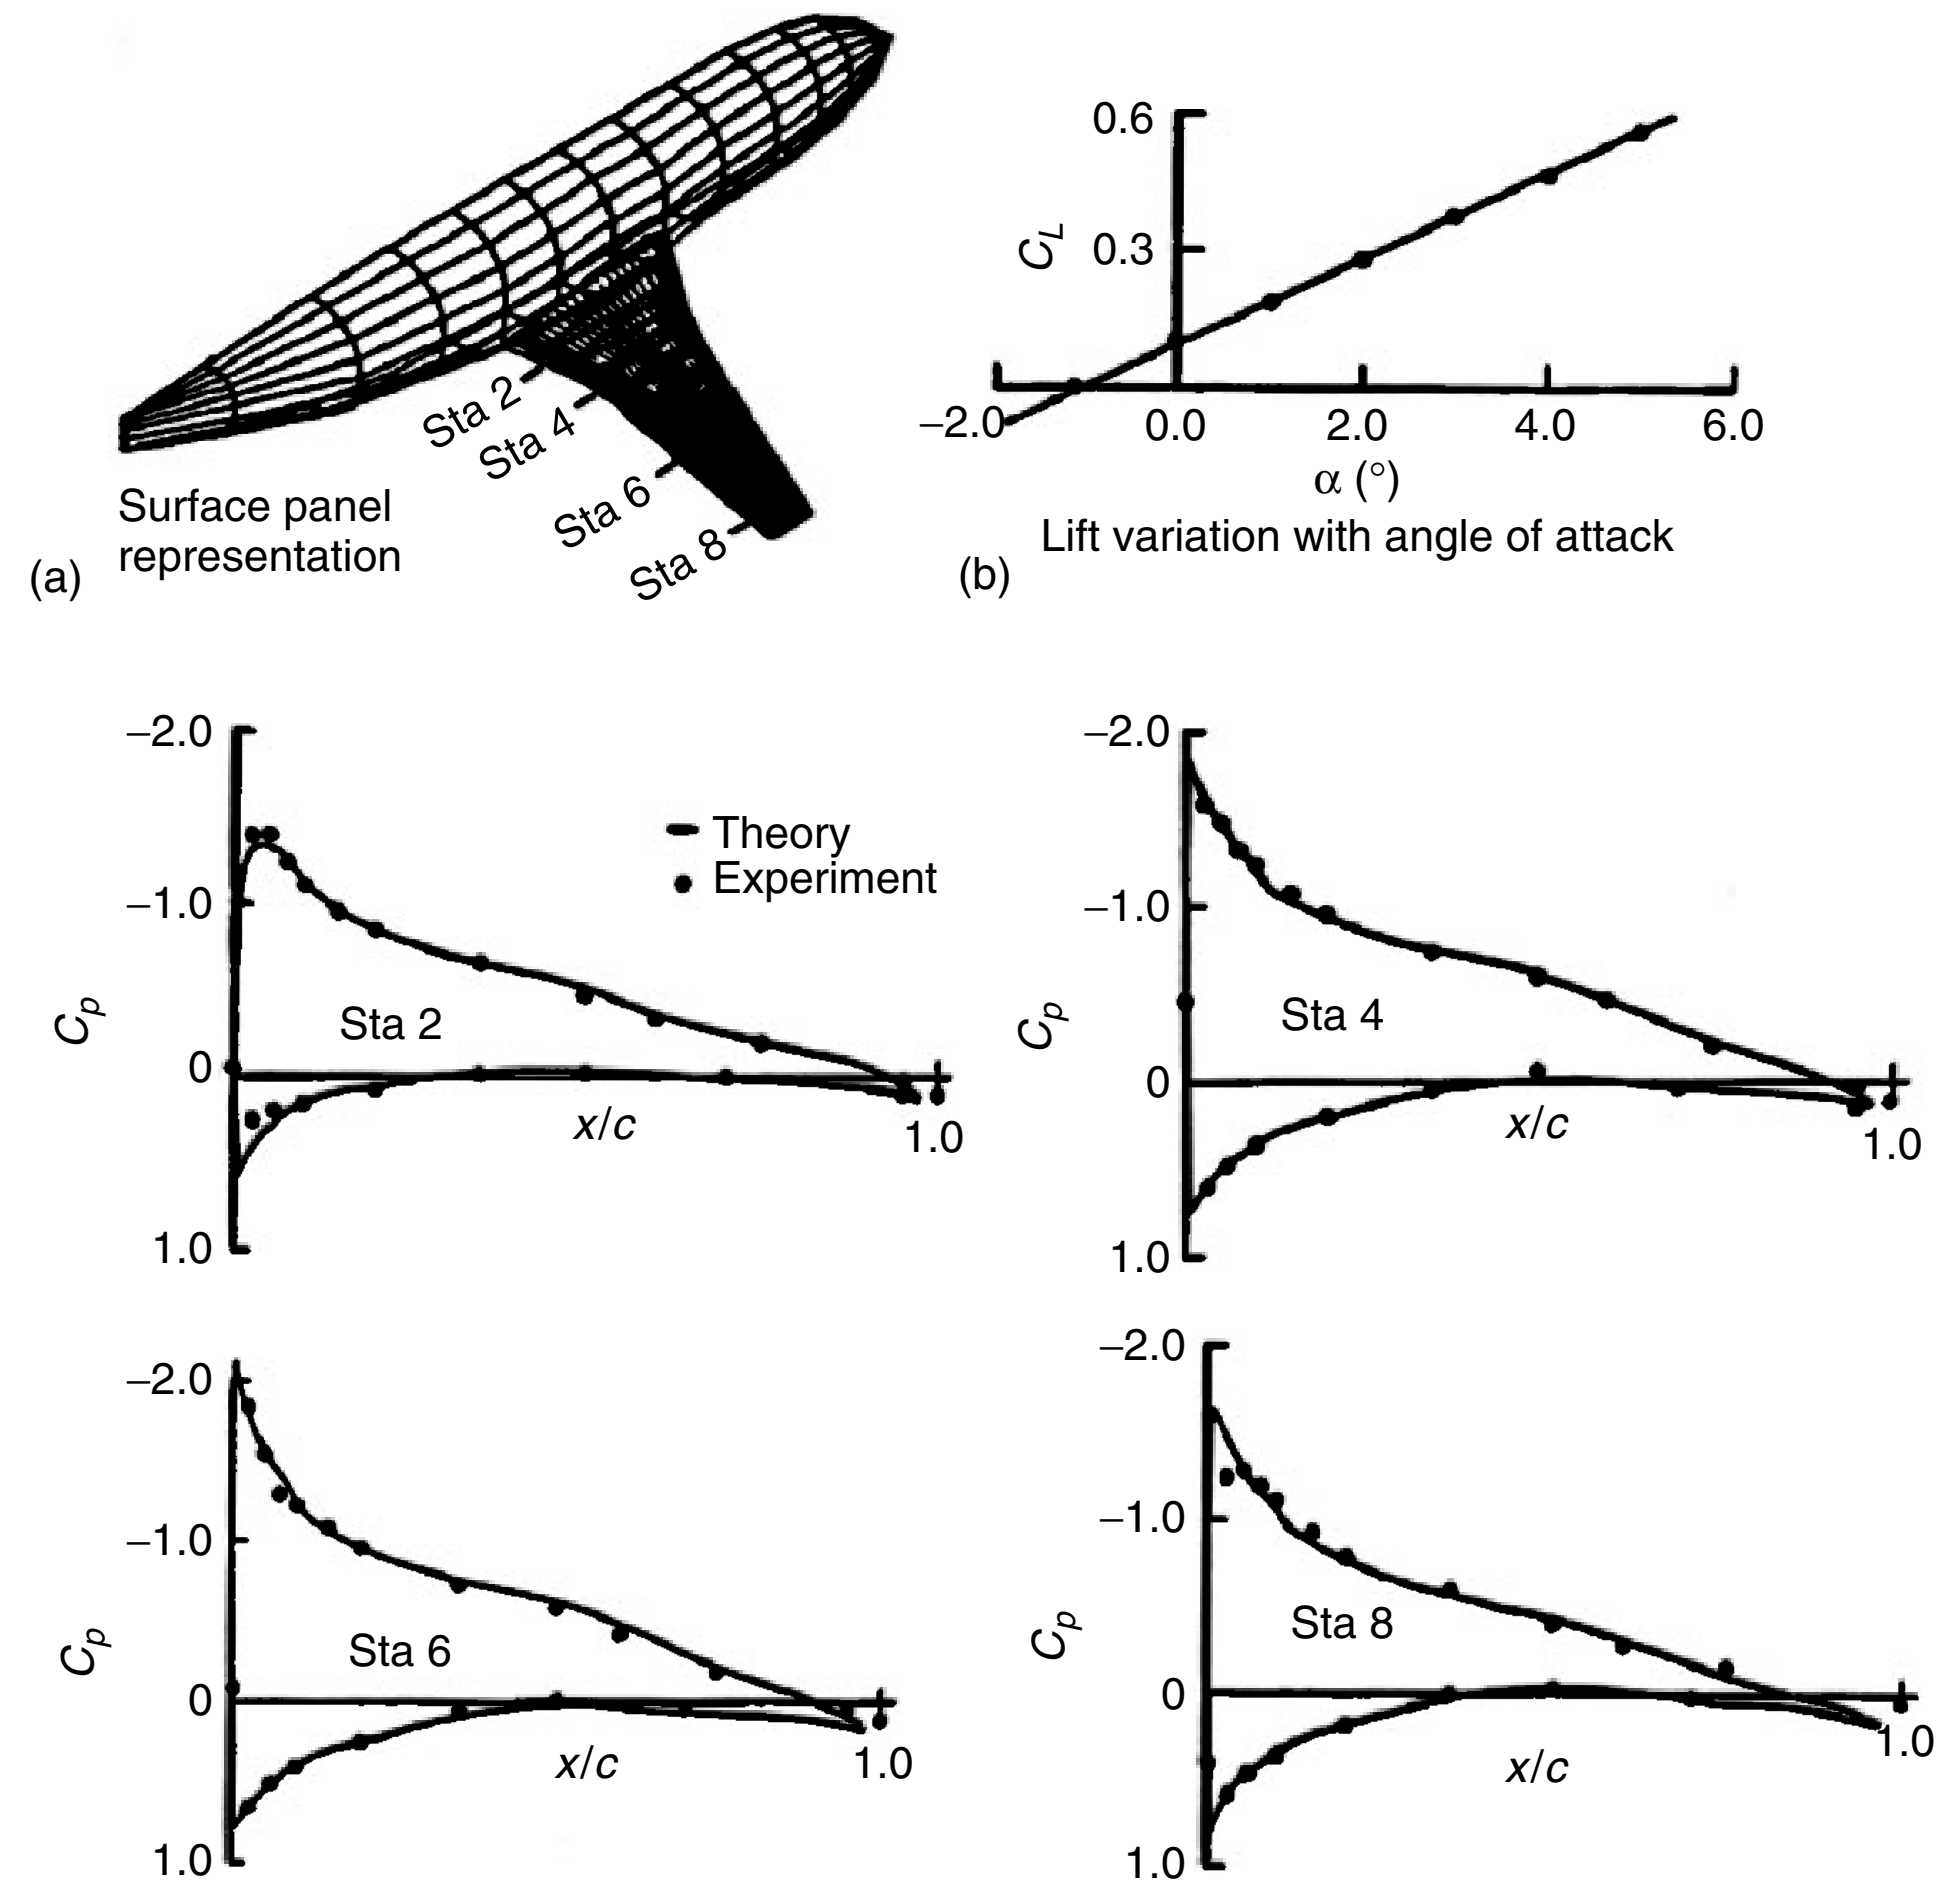 Sta 2
Sta 4
Sta 6
Sta 8
Surface panel
representation
(a)
0.6
0.3
C_L
−2.0
0.0
2.0
4.0
6.0
α (°)
Lift variation with angle of attack
(b)
−2.0
−1.0
0
1.0
C_p
Theory
Experiment
Sta 2
x/c
1.0
−2.0
−1.0
0
1.0
C_p
Sta 4
x/c
1.0
−2.0
−1.0
0
1.0
C_p
Sta 6
x/c
1.0
−2.0
−1.0
0
1.0
C_p
Sta 8
x/c
1.0